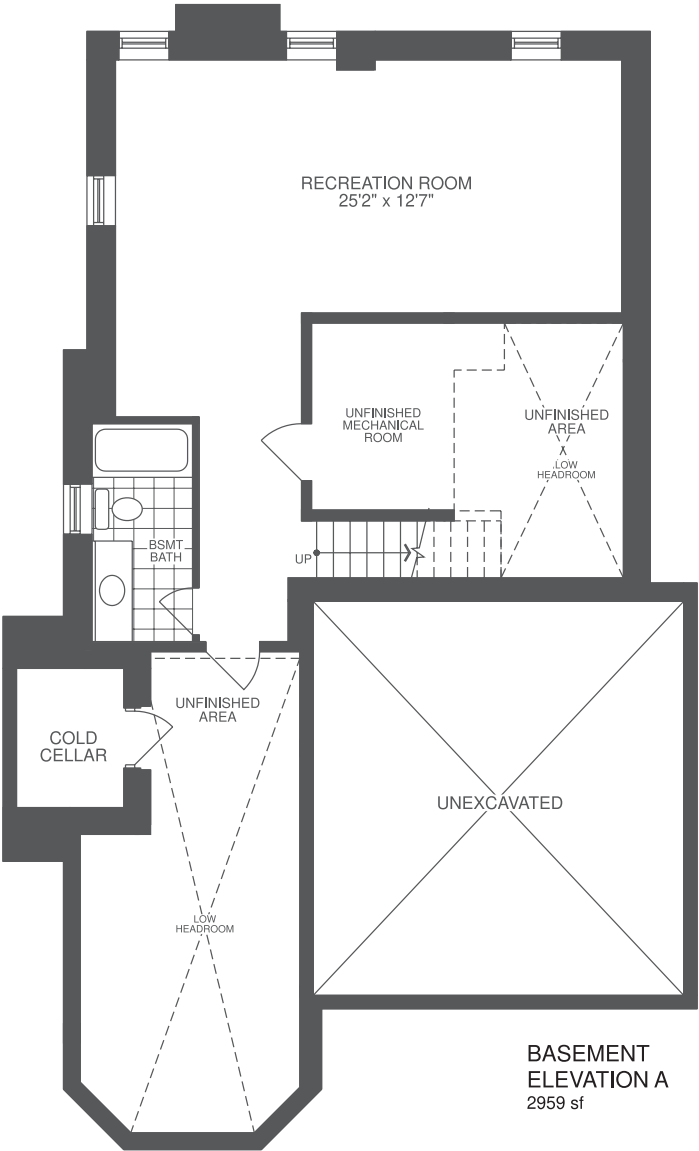 RECREATION ROOM
25'2" x 12'7"
UNFINISHED
MECHANICAL
ROOM
UNFINISHED
AREA
LOW
HEADROOM
BSMT
BATH
UP
UNFINISHED
AREA
COLD
CELLAR
UNEXCAVATED
LOW
HEADROOM
BASEMENT
ELEVATION A
2959 sf